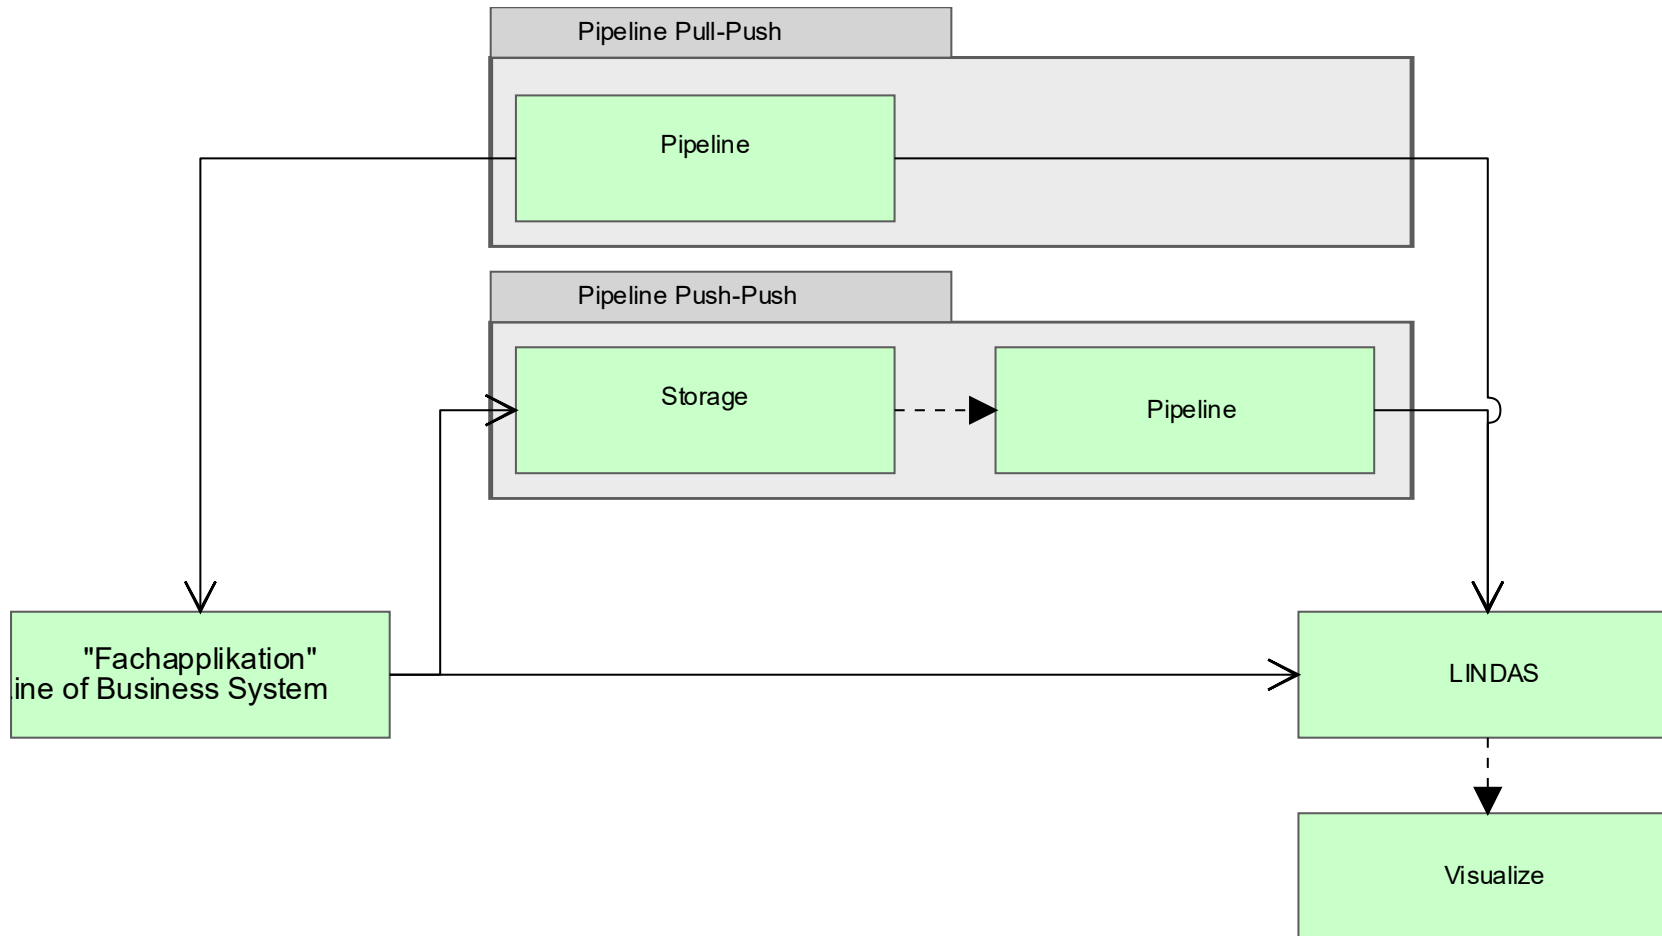 Pipeline Pull-Push
Pipeline
Pipeline Push-Push
Storage
Pipeline
"Fachapplikation"
ine of Business System
LINDAS
Visualize